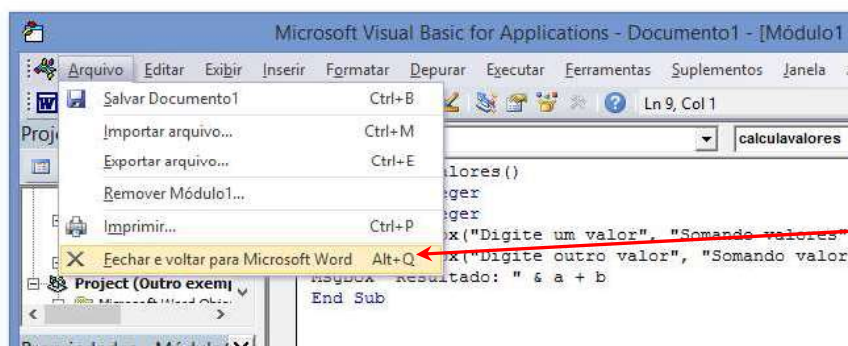 Microsoft Visual Basic for Applications - Documento1 - [Módulo1
Arquivo Editar Exibir Inserir Formatar Depurar Executar Ferramentas Suplementos Janela
Salvar Documento1 Ctrl+B
Ln 9, Col 1
Importar arquivo... Ctrl+M
calculavalores
Exportar arquivo... Ctrl+E
Remover Módulo1...
Imprimir... Ctrl+P
Fechar e voltar para Microsoft Word Alt+Q
lores()
ger
ger
x("Digite um valor", "Somando valores"
x("Digite outro valor", "Somando valor
MsgBox "Resultado: " & a + b
End Sub
Project (Outro exemp